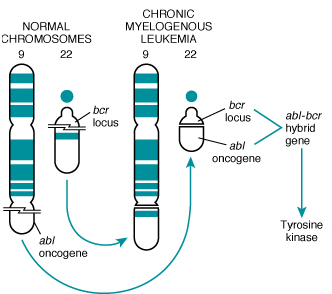 NORMAL
CHROMOSOMES
9
22
bcr
locus
abl
oncogene
CHRONIC
MYELOGENOUS
LEUKEMIA
9
22
bcr
locus
abl
oncogene
abl-bcr
hybrid
gene
Tyrosine
kinase